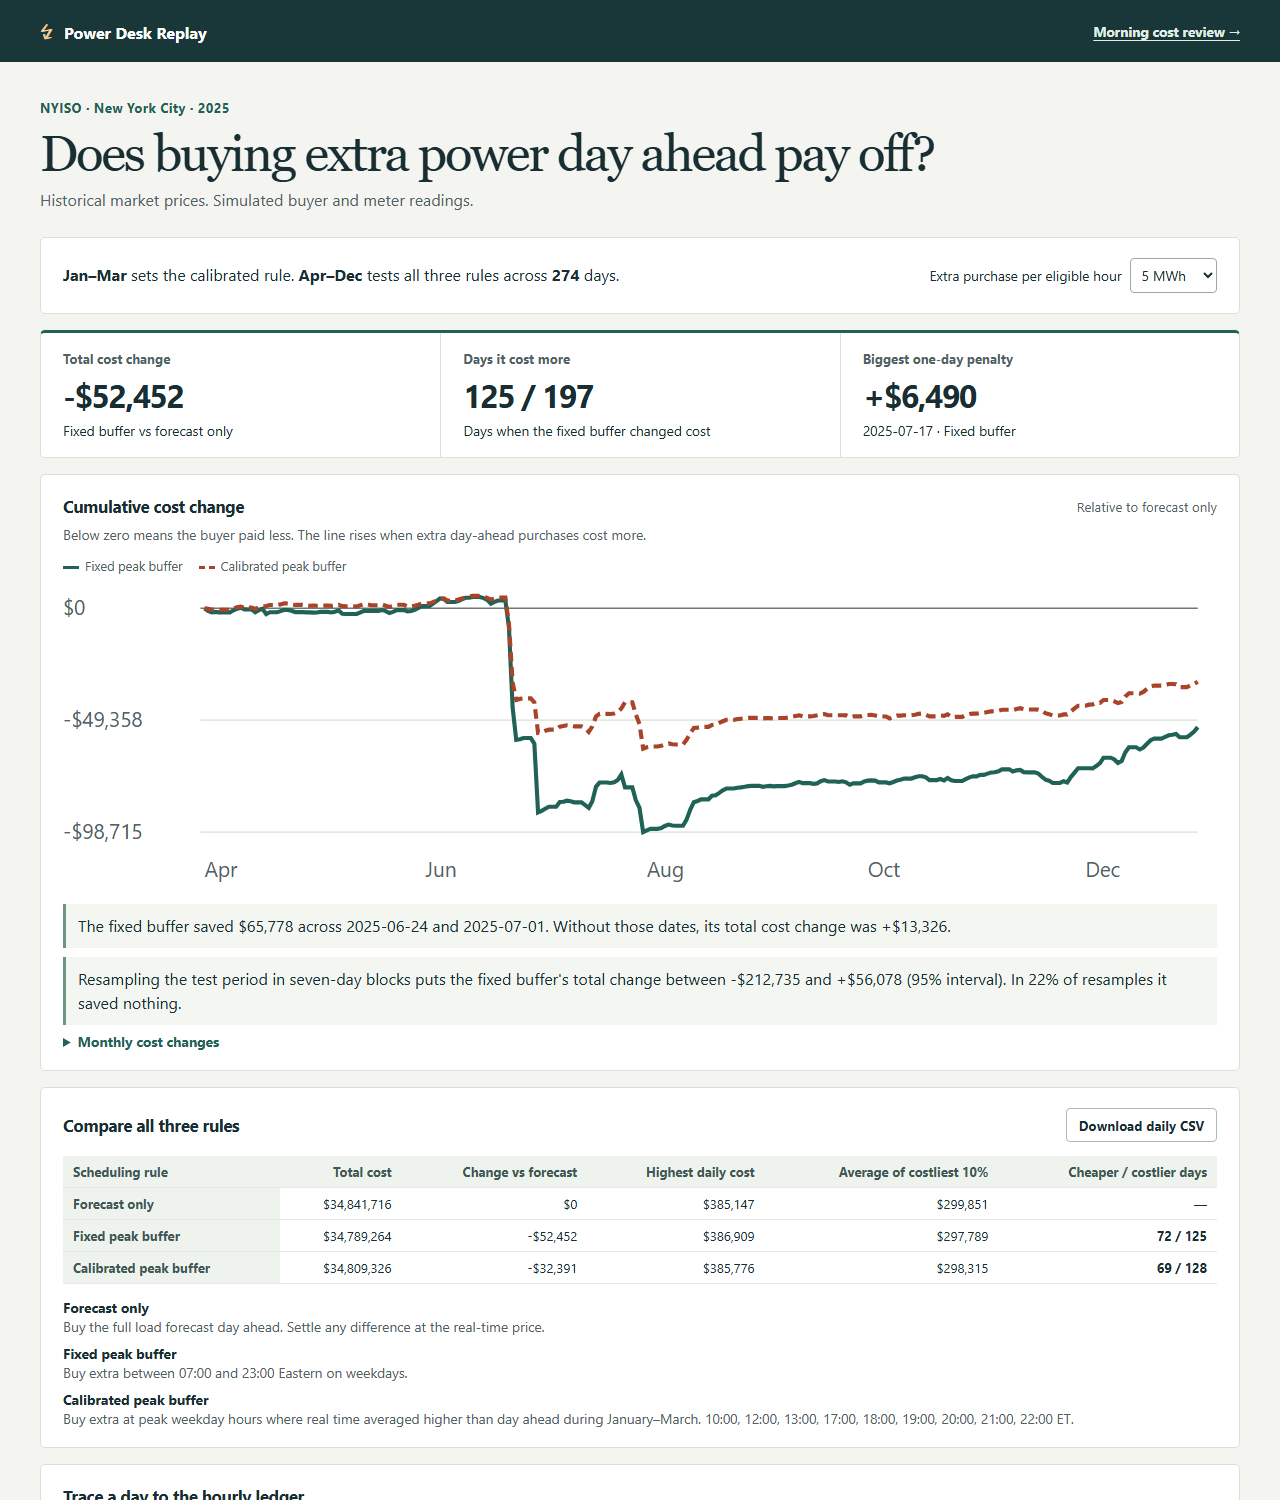 Power Desk Replay
Morning cost review →
NYISO · New York City · 2025
Does buying extra power day ahead pay off?
Historical market prices. Simulated buyer and meter readings.
Jan–Mar sets the calibrated rule. Apr–Dec tests all three rules across 274 days.
Extra purchase per eligible hour 5 MWh
Total cost change
-$52,452
Fixed buffer vs forecast only
Days it cost more
125 / 197
Days when the fixed buffer changed cost
Biggest one-day penalty
+$6,490
2025-07-17 · Fixed buffer
Cumulative cost change
Relative to forecast only
Below zero means the buyer paid less. The line rises when extra day-ahead purchases cost more.
Fixed peak buffer Calibrated peak buffer
$0
-$49,358
-$98,715
Apr Jun Aug Oct Dec
The fixed buffer saved $65,778 across 2025-06-24 and 2025-07-01. Without those dates, its total cost change was +$13,326.
Resampling the test period in seven-day blocks puts the fixed buffer's total change between -$212,735 and +$56,078 (95% interval). In 22% of resamples it
saved nothing.
▶ Monthly cost changes
Compare all three rules
Download daily CSV
Scheduling rule Total cost Change vs forecast Highest daily cost Average of costliest 10% Cheaper / costlier days
Forecast only $34,841,716 $0 $385,147 $299,851 —
Fixed peak buffer $34,789,264 -$52,452 $386,909 $297,789 72 / 125
Calibrated peak buffer $34,809,326 -$32,391 $385,776 $298,315 69 / 128
Forecast only
Buy the full load forecast day ahead. Settle any difference at the real-time price.
Fixed peak buffer
Buy extra between 07:00 and 23:00 Eastern on weekdays.
Calibrated peak buffer
Buy extra at peak weekday hours where real time averaged higher than day ahead during January–March. 10:00, 12:00, 13:00, 17:00, 18:00, 19:00, 20:00, 21:00, 22:00 ET.
Trace a day to the hourly ledger